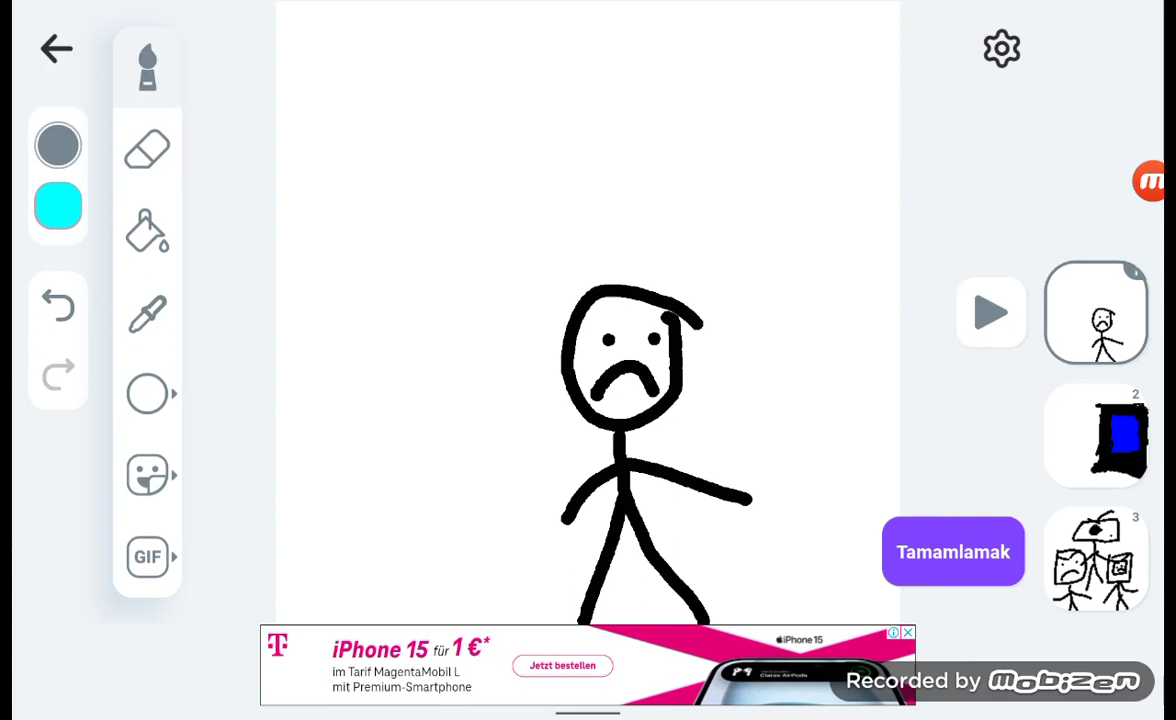 1
2
3
GIF
Tamamlamak
T
iPhone 15 für 1 €*
im Tarif MagentaMobil L
mit Premium-Smartphone
Jetzt bestellen
iPhone 15
Recorded by mobizen